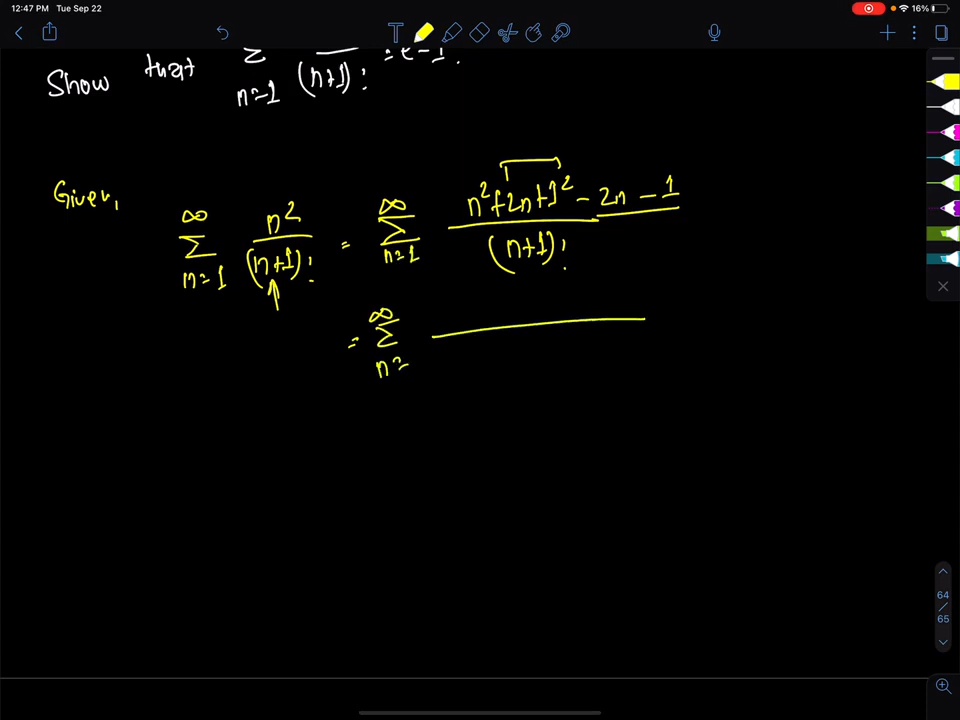 12:47 PM Tue Sep 22
16%
T
Show that ∑ n=1 (n+1)! = e-1.
Given, ∑ n=1 ∞ n²/(n+1)! = ∑ n=1 ∞ n²+2n+1²-2n-1/(n+1)!
= ∑ n= ∞
64
/
65